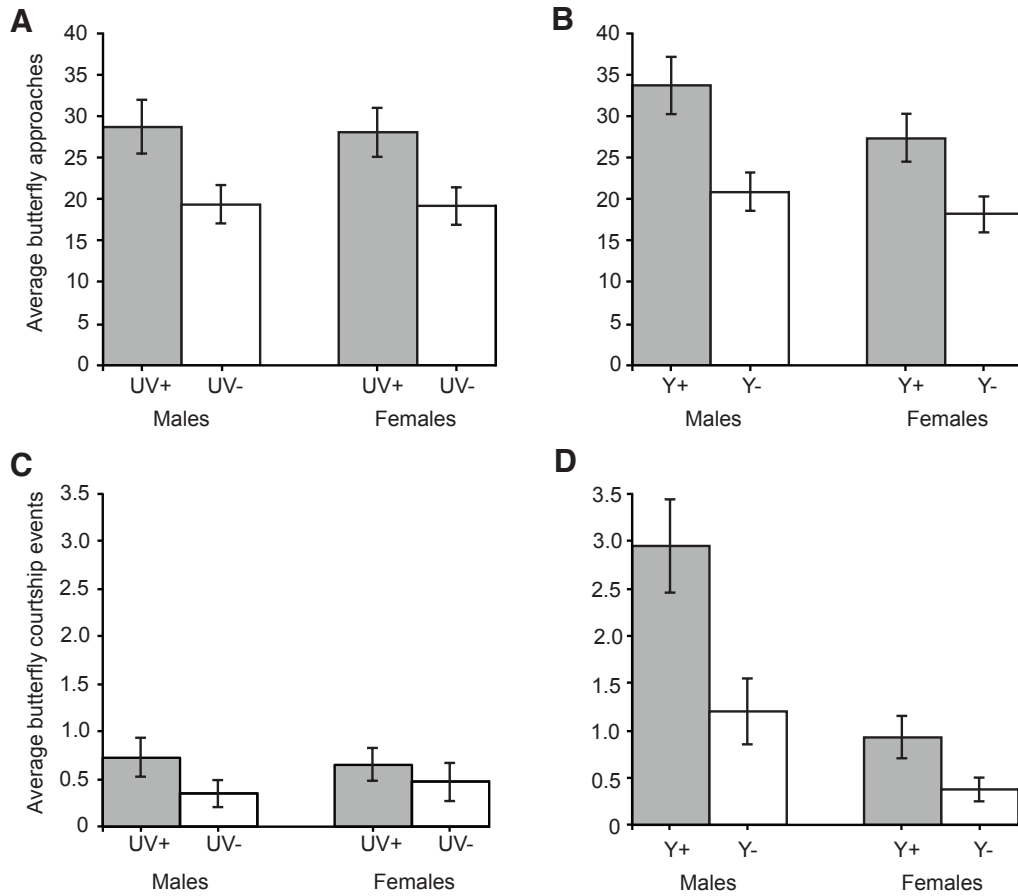 A
Average butterfly approaches
40
35
30
25
20
15
10
5
0
UV+ UV- UV+ UV-
Males Females
B
40
35
30
25
20
15
10
5
0
Y+ Y- Y+ Y-
Males Females
C
Average butterfly courtship events
3.5
3.0
2.5
2.0
1.5
1.0
0.5
0
UV+ UV- UV+ UV-
Males Females
D
3.5
3.0
2.5
2.0
1.5
1.0
0.5
0
Y+ Y- Y+ Y-
Males Females